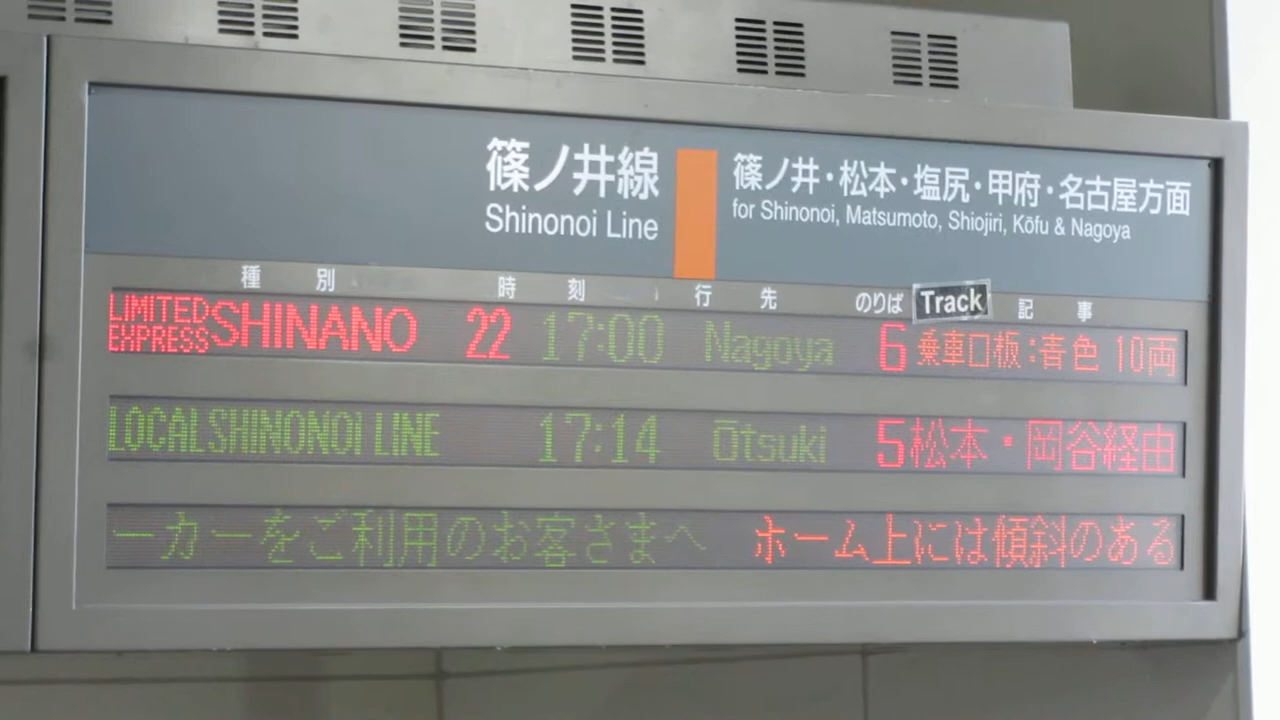 篠ノ井線 篠ノ井・松本・塩尻・甲府・名古屋方面
Shinonoi Line for Shinonoi, Matsumoto, Shiojiri, Kōfu & Nagoya
種別 時刻 行先 のりば Track 記事
LIMITED EXPRESS SHINANO 22 17:00 Nagoya 6 乗車口板:青色 10両
LOCAL SHINONOI LINE 17:14 Ōtsuki 5 松本・岡谷経由
ーカーをご利用のお客さまへ ホーム上には傾斜のある